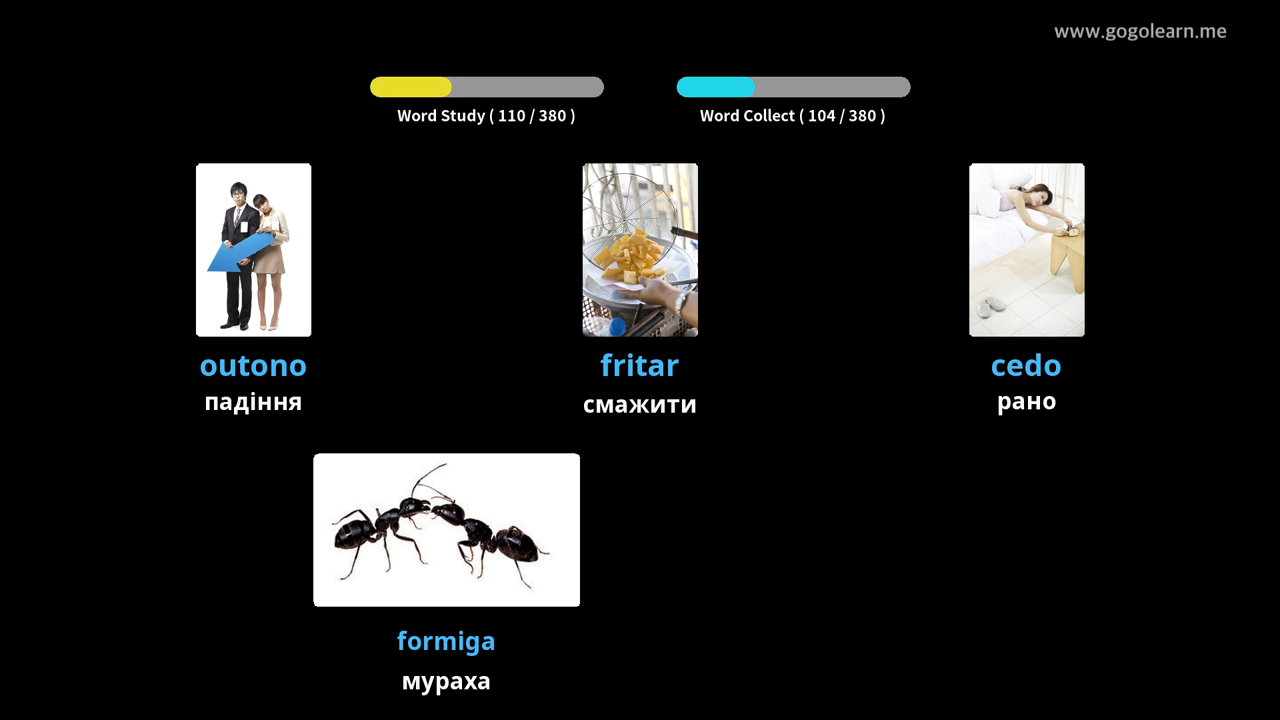 www.gogolearn.me
Word Study ( 110 / 380 )
Word Collect ( 104 / 380 )
outono
падіння
fritar
смажити
cedo
рано
formiga
мураха